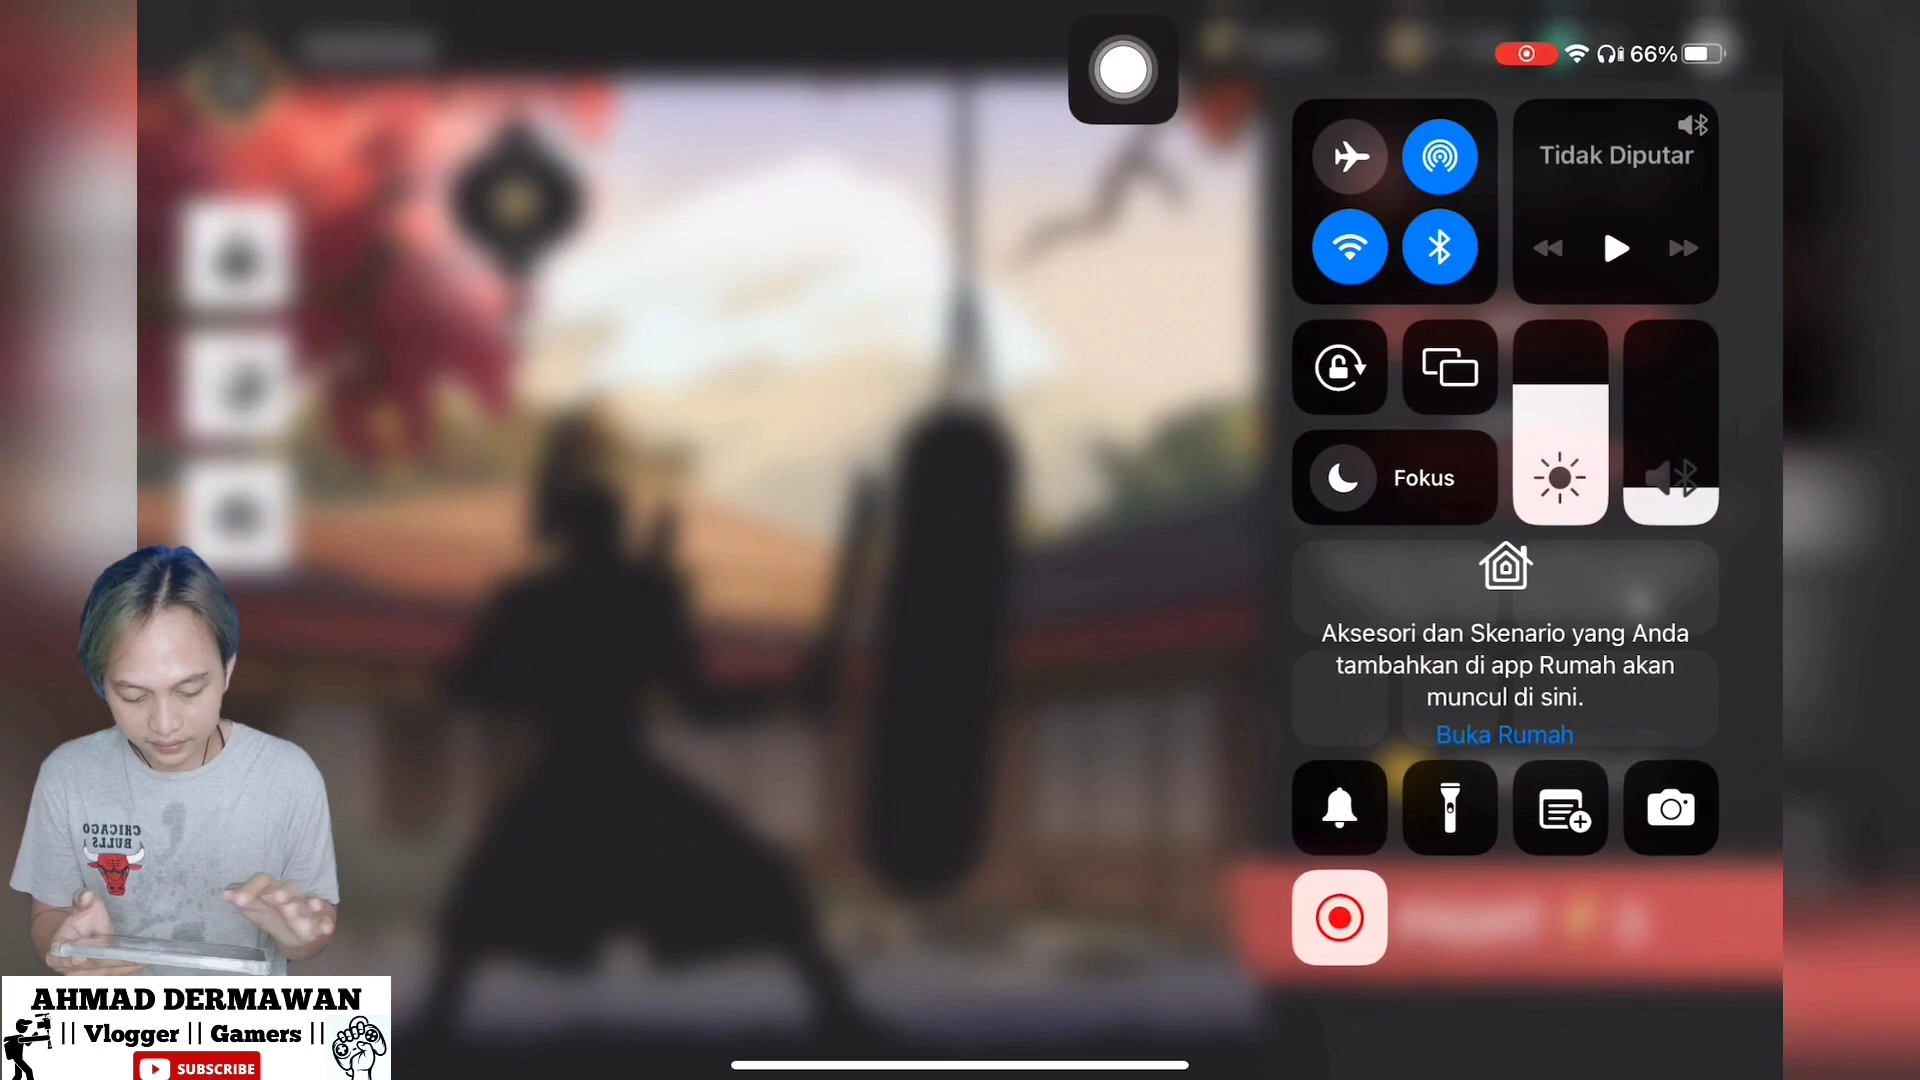 66%
Tidak Diputar
Fokus
Aksesori dan Skenario yang Anda
tambahkan di app Rumah akan
muncul di sini.
Buka Rumah
CHICAGO
BULLS
AHMAD DERMAWAN
|| Vlogger || Gamers ||
SUBSCRIBE